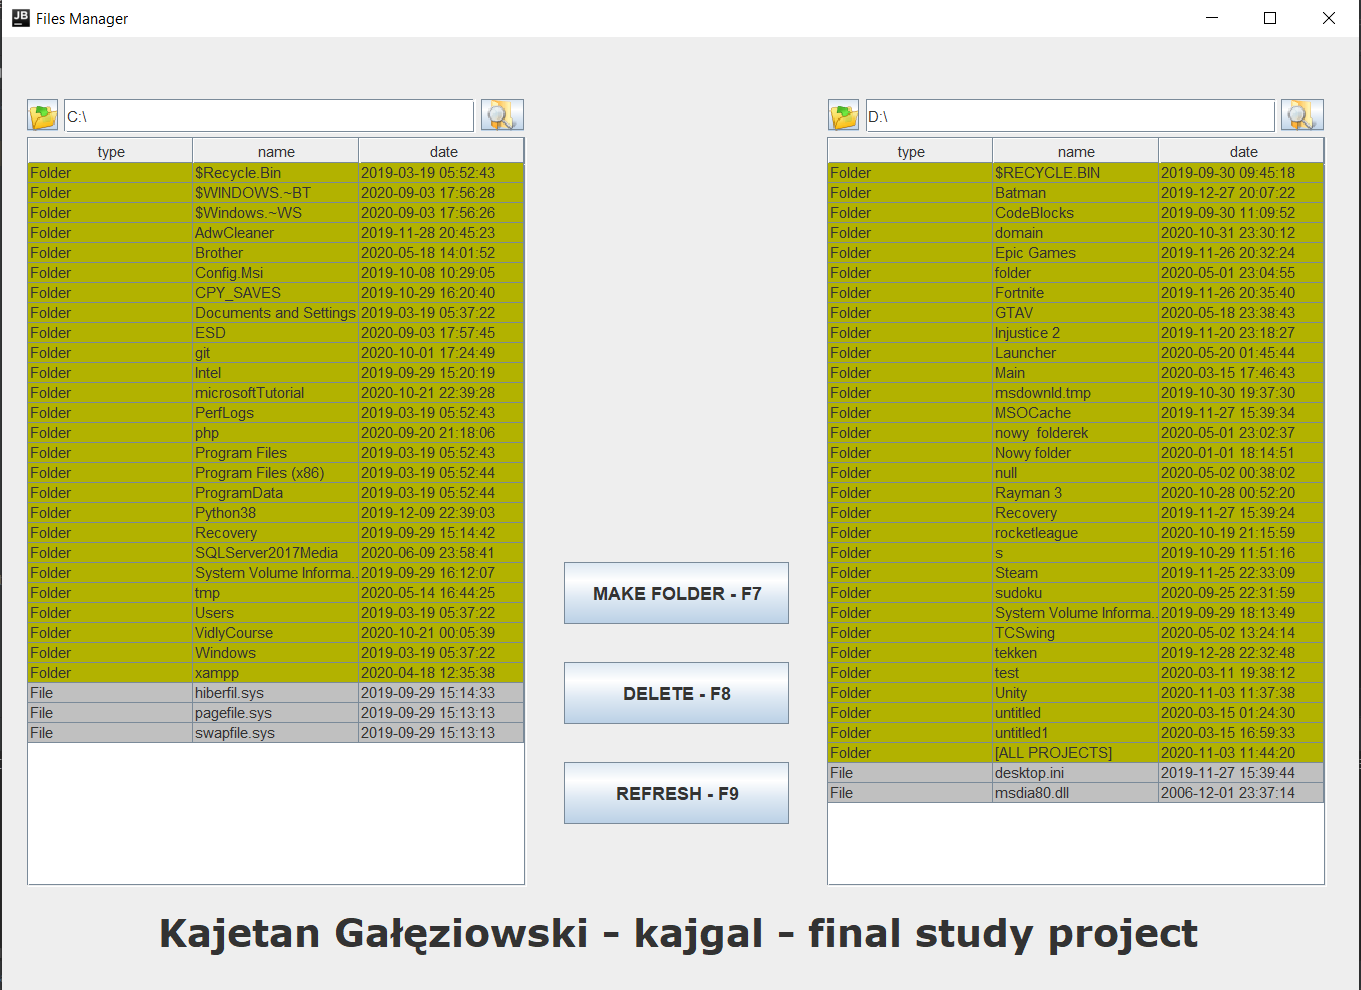 JB Files Manager
C:\
type name date
Folder $Recycle.Bin 2019-03-19 05:52:43
Folder $WINDOWS.~BT 2020-09-03 17:56:28
Folder $Windows.~WS 2020-09-03 17:56:26
Folder AdwCleaner 2019-11-28 20:45:23
Folder Brother 2020-05-18 14:01:52
Folder Config.Msi 2019-10-08 10:29:05
Folder CPY_SAVES 2019-10-29 16:20:40
Folder Documents and Settings 2019-03-19 05:37:22
Folder ESD 2020-09-03 17:57:45
Folder git 2020-10-01 17:24:49
Folder Intel 2019-09-29 15:20:19
Folder microsoftTutorial 2020-10-21 22:39:28
Folder PerfLogs 2019-03-19 05:52:43
Folder php 2020-09-20 21:18:06
Folder Program Files 2019-03-19 05:52:43
Folder Program Files (x86) 2019-03-19 05:52:44
Folder ProgramData 2019-03-19 05:52:44
Folder Python38 2019-12-09 22:39:03
Folder Recovery 2019-09-29 15:14:42
Folder SQLServer2017Media 2020-06-09 23:58:41
Folder System Volume Informa... 2019-09-29 16:12:07
Folder tmp 2020-05-14 16:44:25
Folder Users 2019-03-19 05:37:22
Folder VidlyCourse 2020-10-21 00:05:39
Folder Windows 2019-03-19 05:37:22
Folder xampp 2020-04-18 12:35:38
File hiberfil.sys 2019-09-29 15:14:33
File pagefile.sys 2019-09-29 15:13:13
File swapfile.sys 2019-09-29 15:13:13
MAKE FOLDER - F7
DELETE - F8
REFRESH - F9
D:\
type name date
Folder $RECYCLE.BIN 2019-09-30 09:45:18
Folder Batman 2019-12-27 20:07:22
Folder CodeBlocks 2019-09-30 11:09:52
Folder domain 2020-10-31 23:30:12
Folder Epic Games 2019-11-26 20:32:24
Folder folder 2020-05-01 23:04:55
Folder Fortnite 2019-11-26 20:35:40
Folder GTAV 2020-05-18 23:38:43
Folder Injustice 2 2019-11-20 23:18:27
Folder Launcher 2020-05-20 01:45:44
Folder Main 2020-03-15 17:46:43
Folder msdownld.tmp 2019-10-30 19:37:30
Folder MSOCache 2019-11-27 15:39:34
Folder nowy folderek 2020-05-01 23:02:37
Folder Nowy folder 2020-01-01 18:14:51
Folder null 2020-05-02 00:38:02
Folder Rayman 3 2020-10-28 00:52:20
Folder Recovery 2019-11-27 15:39:24
Folder rocketleague 2020-10-19 21:15:59
Folder s 2019-10-29 11:51:16
Folder Steam 2019-11-25 22:33:09
Folder sudoku 2020-09-25 22:31:59
Folder System Volume Informa... 2019-09-29 18:13:49
Folder TCSwing 2020-05-02 13:24:14
Folder tekken 2019-12-28 22:32:48
Folder test 2020-03-11 19:38:12
Folder Unity 2020-11-03 11:37:38
Folder untitled 2020-03-15 01:24:30
Folder untitled1 2020-03-15 16:59:33
Folder [ALL PROJECTS] 2020-11-03 11:44:20
File desktop.ini 2019-11-27 15:39:44
File msdia80.dll 2006-12-01 23:37:14
Kajetan Gałęziowski - kajgal - final study project